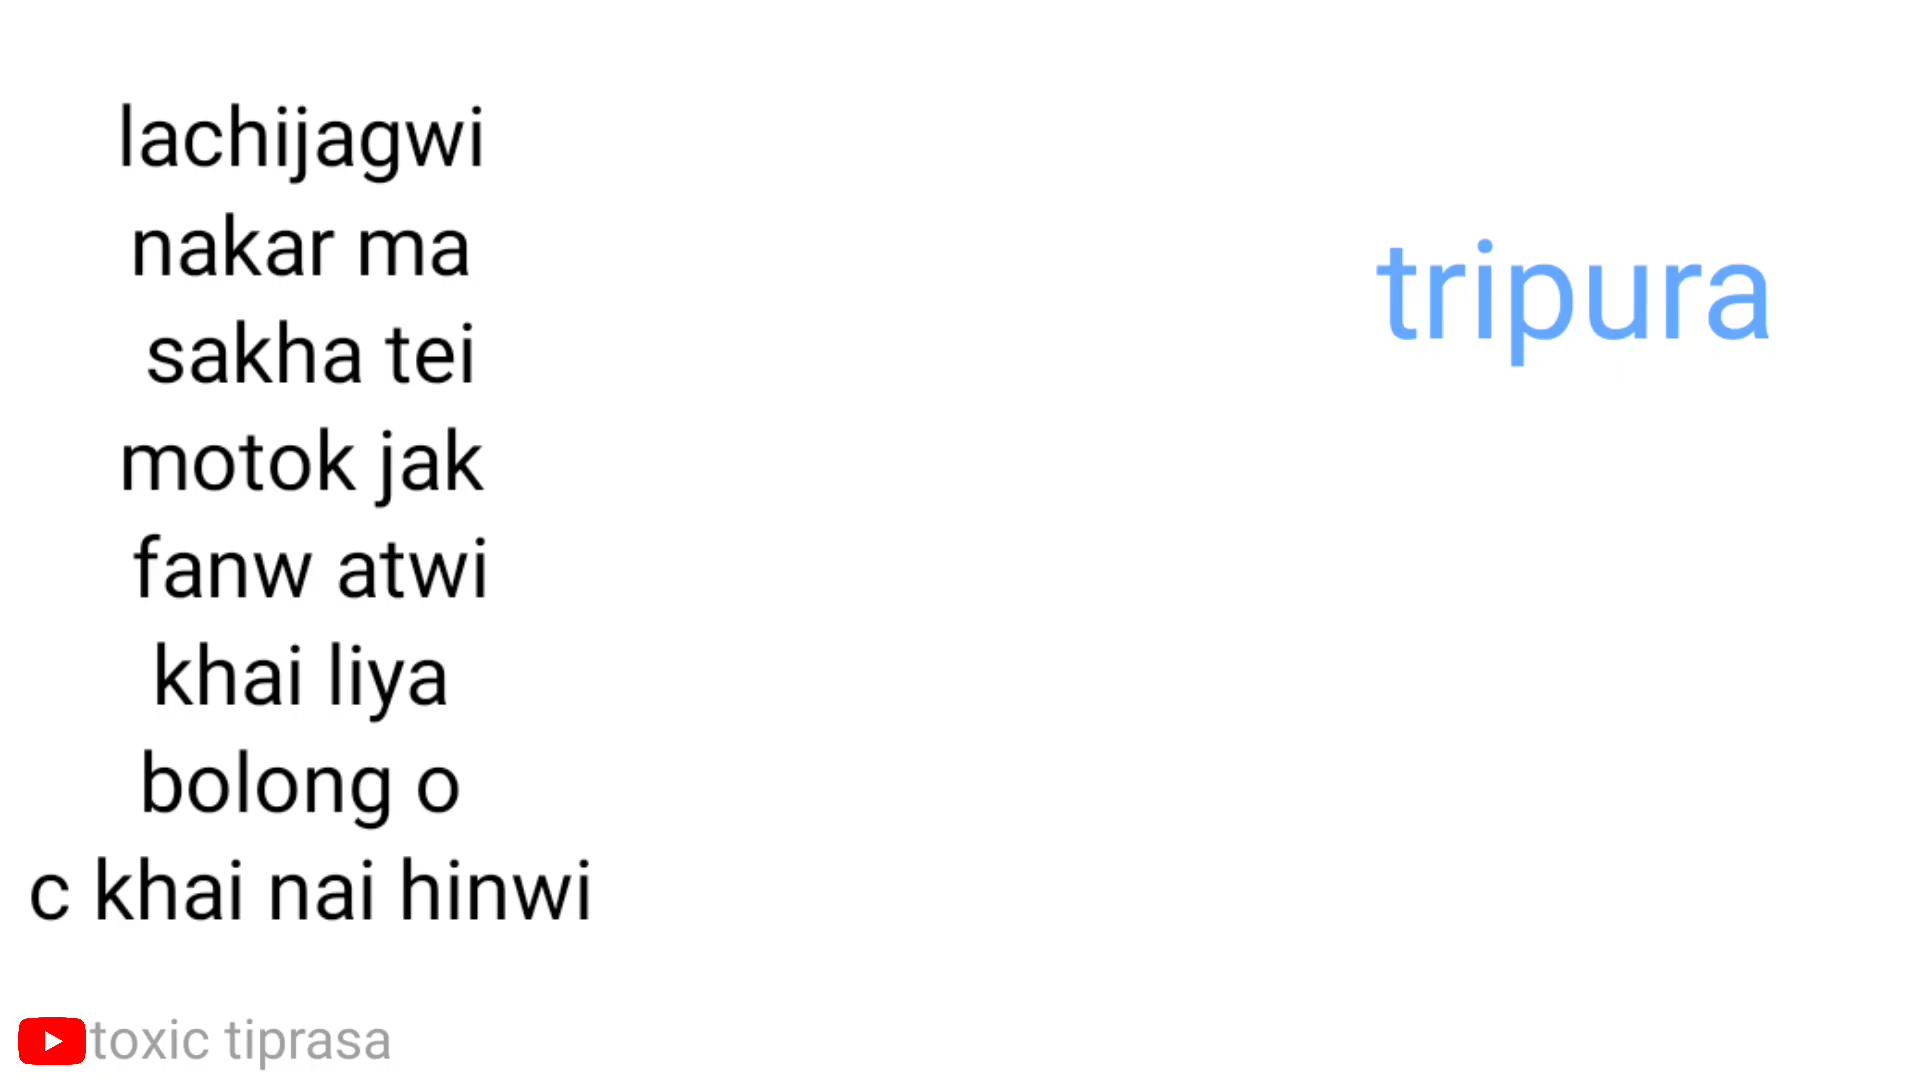 lachijagwi
nakar ma
sakha tei
motok jak
fanw atwi
khai liya
bolong o
c khai nai hinwi
tripura
toxic tiprasa